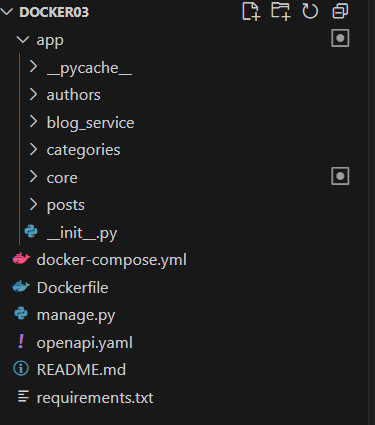 DOCKER03
app
__pycache__
authors
blog_service
categories
core
posts
__init__.py
docker-compose.yml
Dockerfile
manage.py
openapi.yaml
README.md
requirements.txt